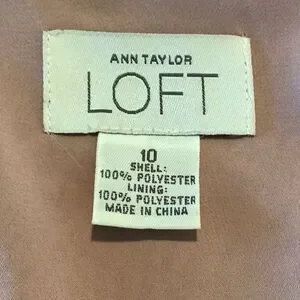 ANN TAYLOR
LOFT
10
SHELL:
100% POLYESTER
LINING:
100% POLYESTER
MADE IN CHINA